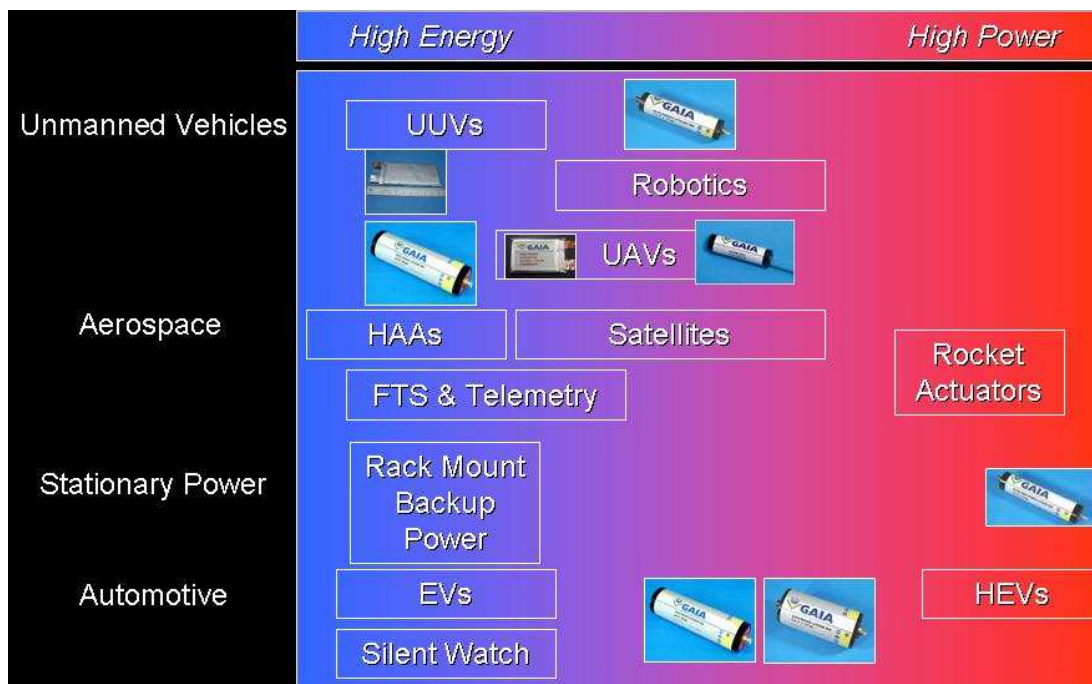 High Energy
High Power
Unmanned Vehicles
UUVs
GAIA
Robotics
GAIA
GAIA
UAVs
GAIA
Aerospace
HAAs
Satellites
Rocket
Actuators
FTS & Telemetry
Stationary Power
Rack Mount
Backup
Power
GAIA
Automotive
EVs
GAIA
GAIA
HEVs
Silent Watch